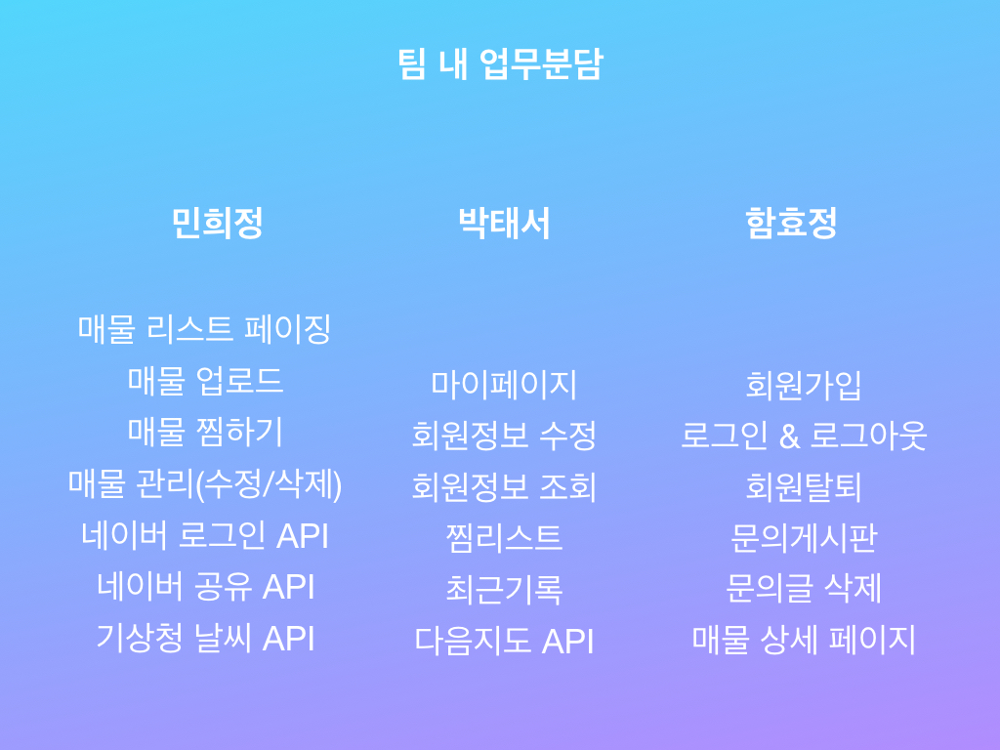 팀 내 업무분담
민희정
매물 리스트 페이징
매물 업로드
매물 찜하기
매물 관리(수정/삭제)
네이버 로그인 API
네이버 공유 API
기상청 날씨 API
박태서
마이페이지
회원정보 수정
회원정보 조회
찜리스트
최근기록
다음지도 API
함효정
회원가입
로그인 & 로그아웃
회원탈퇴
문의게시판
문의글 삭제
매물 상세 페이지